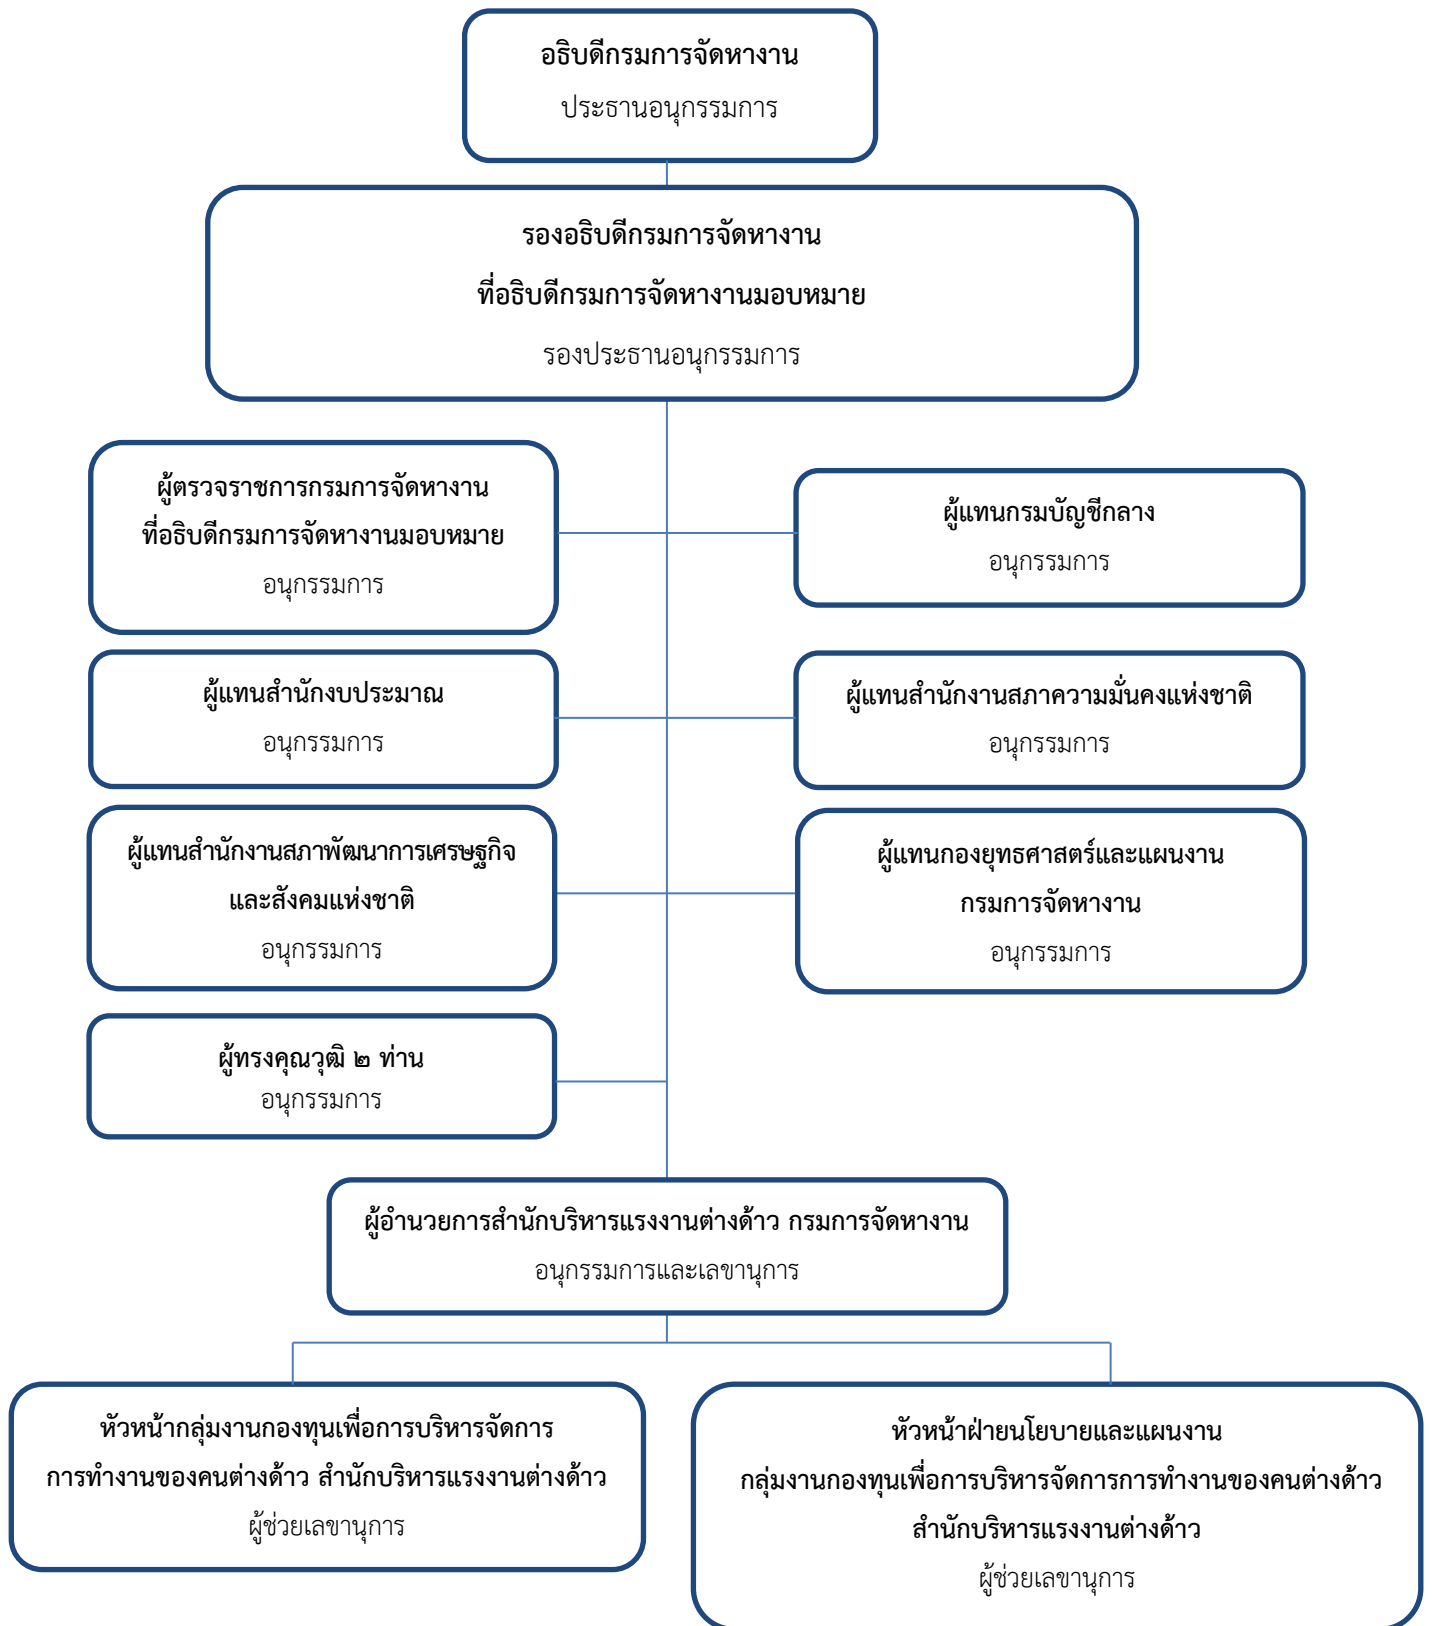 อธิบดีกรมการจัดหางาน
ประธานอนุกรรมการ
รองอธิบดีกรมการจัดหางาน
ที่อธิบดีกรมการจัดหางานมอบหมาย
รองประธานอนุกรรมการ
ผู้ตรวจราชการกรมการจัดหางาน
ที่อธิบดีกรมการจัดหางานมอบหมาย
อนุกรรมการ
ผู้แทนกรมบัญชีกลาง
อนุกรรมการ
ผู้แทนสำนักงบประมาณ
อนุกรรมการ
ผู้แทนสำนักงานสภาความมั่นคงแห่งชาติ
อนุกรรมการ
ผู้แทนสำนักงานสภาพัฒนาการเศรษฐกิจ
และสังคมแห่งชาติ
อนุกรรมการ
ผู้แทนกองยุทธศาสตร์และแผนงาน
กรมการจัดหางาน
อนุกรรมการ
ผู้ทรงคุณวุฒิ ๒ ท่าน
อนุกรรมการ
ผู้อำนวยการสำนักบริหารแรงงานต่างด้าว กรมการจัดหางาน
อนุกรรมการและเลขานุการ
หัวหน้ากลุ่มงานกองทุนเพื่อการบริหารจัดการ
การทำงานของคนต่างด้าว สำนักบริหารแรงงานต่างด้าว
ผู้ช่วยเลขานุการ
หัวหน้าฝ่ายนโยบายและแผนงาน
กลุ่มงานกองทุนเพื่อการบริหารจัดการการทำงานของคนต่างด้าว
สำนักบริหารแรงงานต่างด้าว
ผู้ช่วยเลขานุการ